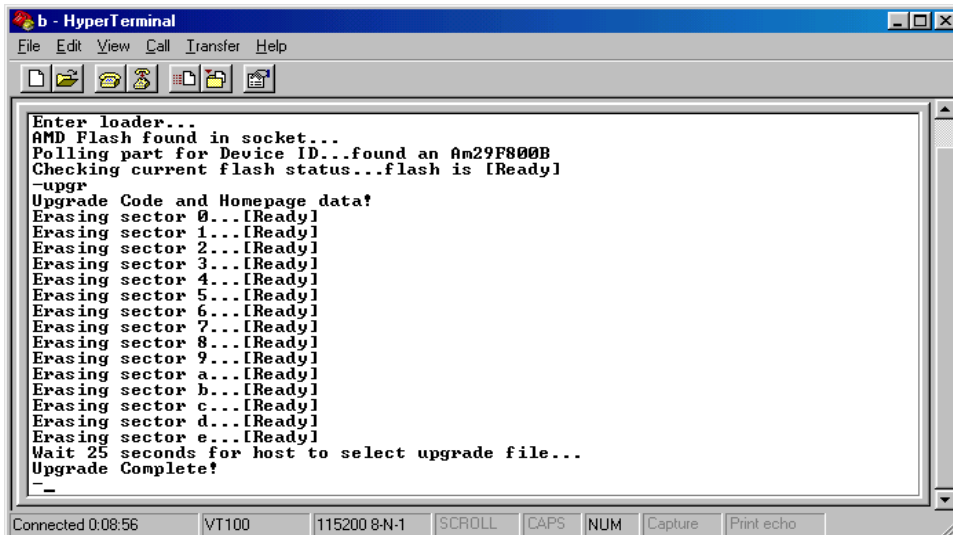 b - HyperTerminal
File Edit View Call Transfer Help
Enter loader...
AMD Flash found in socket...
Polling part for Device ID...found an Am29F800B
Checking current flash status...flash is [Ready]
-upgr
Upgrade Code and Homepage data!
Erasing sector 0...[Ready]
Erasing sector 1...[Ready]
Erasing sector 2...[Ready]
Erasing sector 3...[Ready]
Erasing sector 4...[Ready]
Erasing sector 5...[Ready]
Erasing sector 6...[Ready]
Erasing sector 7...[Ready]
Erasing sector 8...[Ready]
Erasing sector 9...[Ready]
Erasing sector a...[Ready]
Erasing sector b...[Ready]
Erasing sector c...[Ready]
Erasing sector d...[Ready]
Erasing sector e...[Ready]
Wait 25 seconds for host to select upgrade file...
Upgrade Complete!
-_
Connected 0:08:56 VT100 115200 8-N-1 SCROLL CAPS NUM Capture Print echo